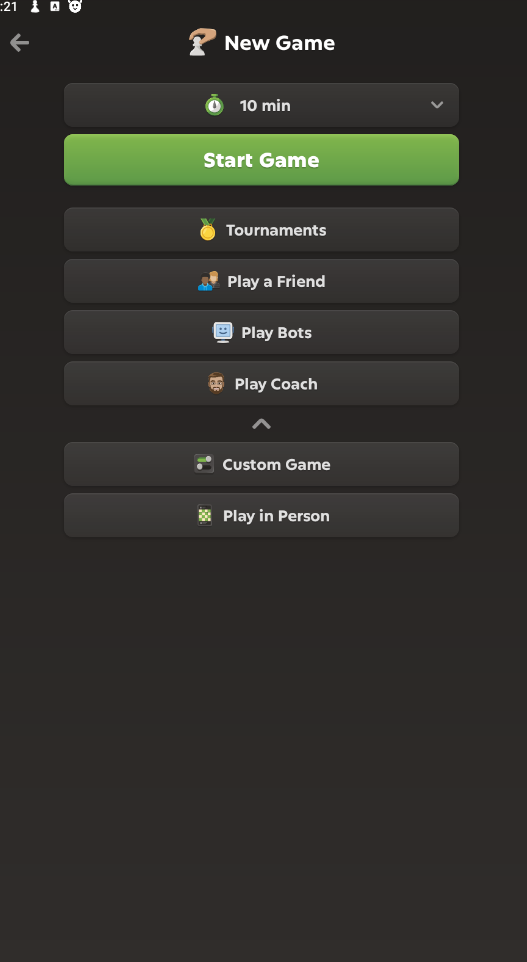 :21
New Game
10 min
Start Game
Tournaments
Play a Friend
Play Bots
Play Coach
Custom Game
Play in Person